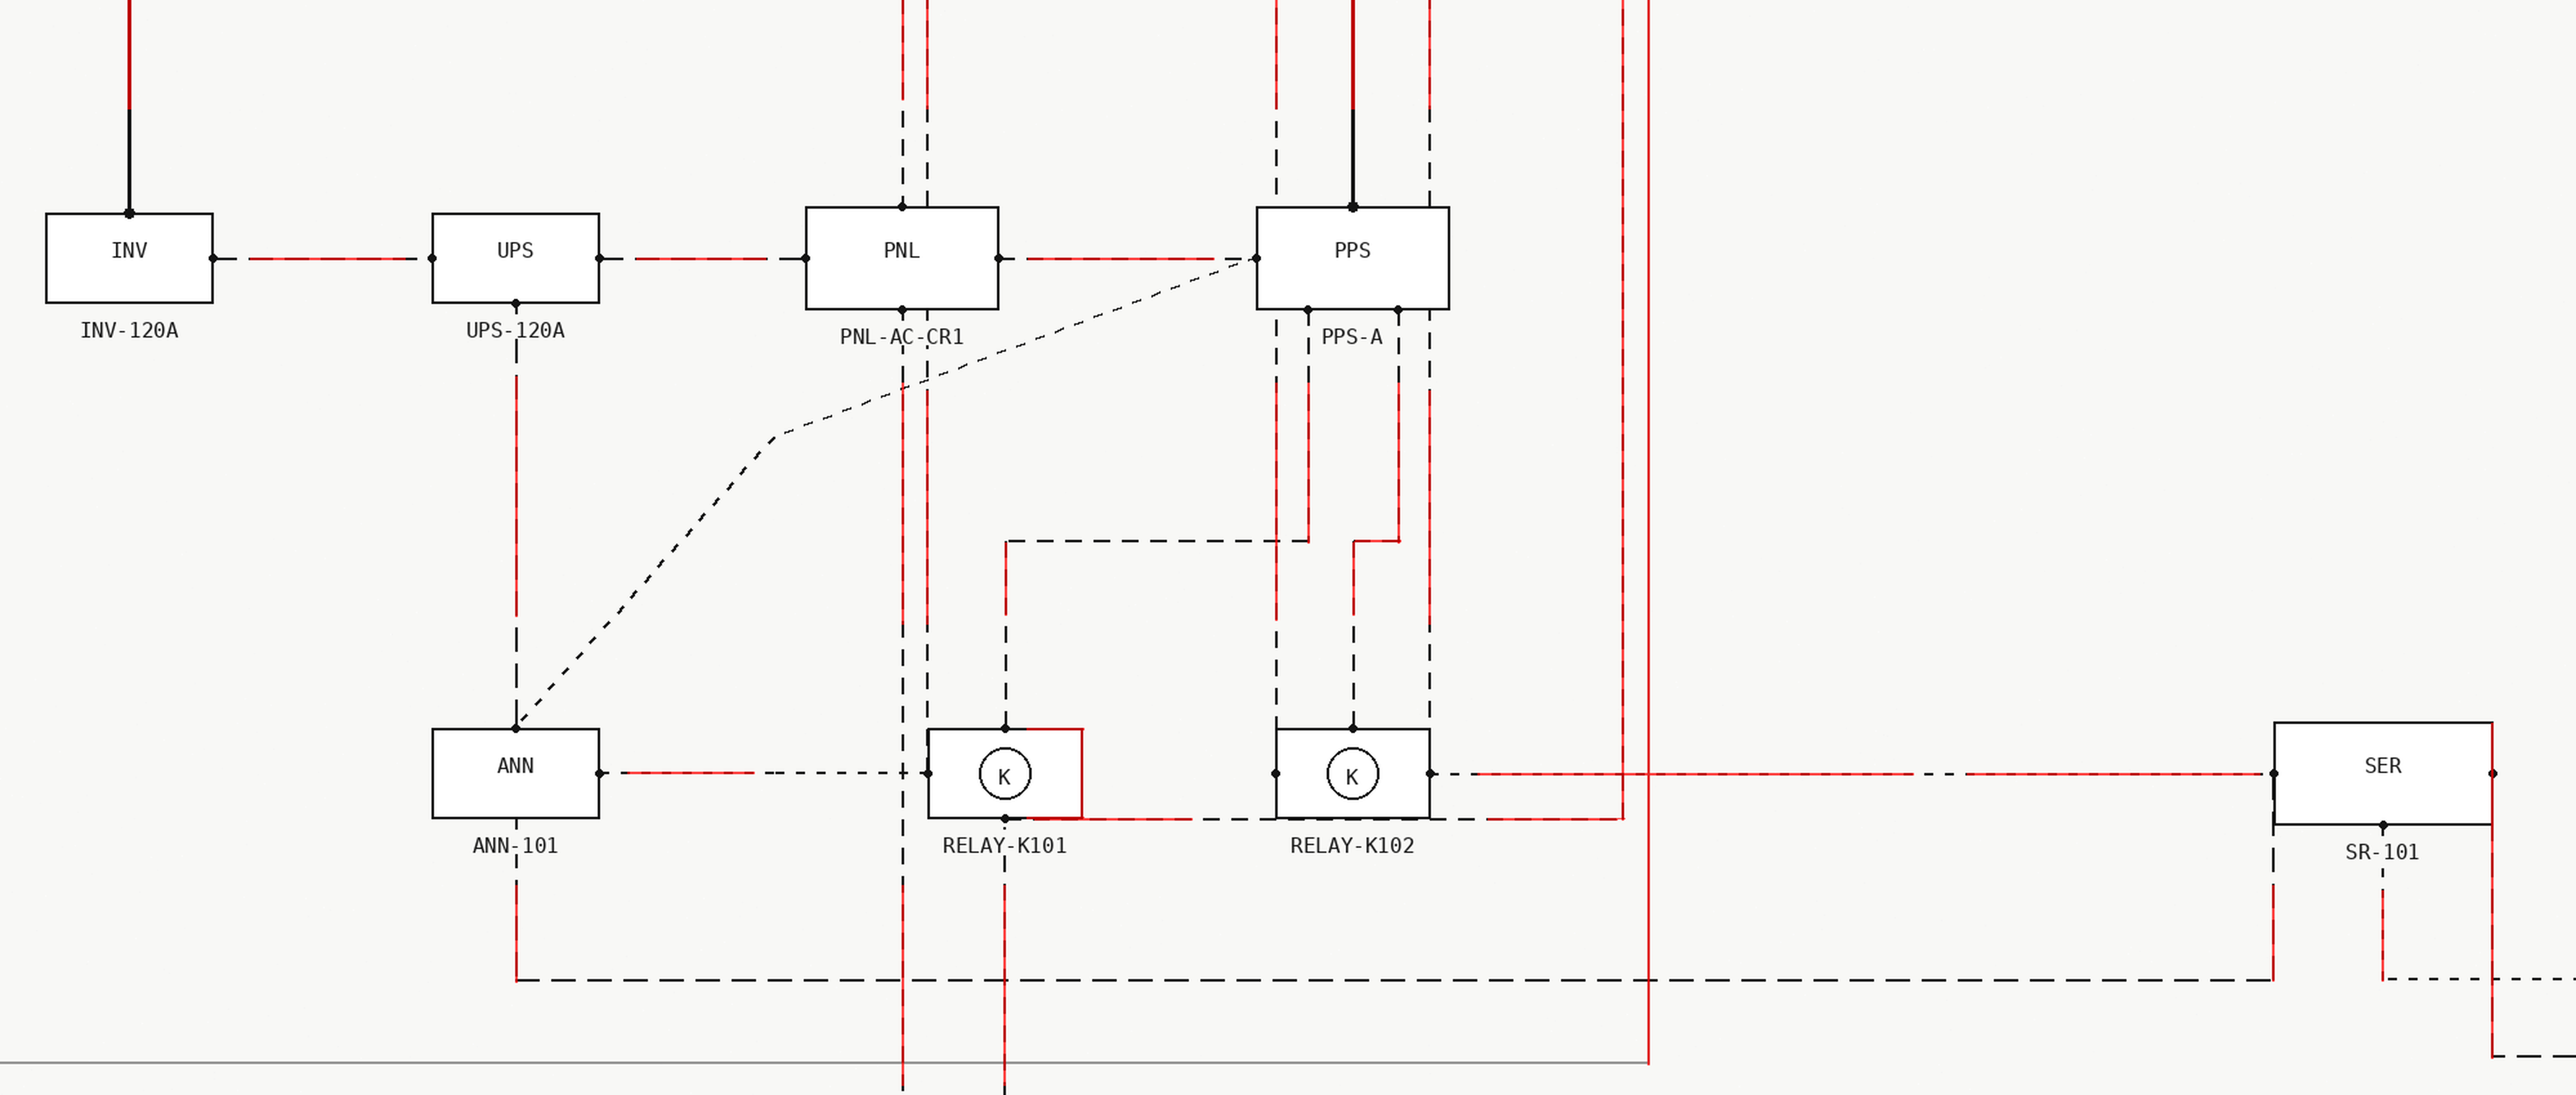 INV
UPS
PNL
PPS
INV-120A
UPS-120A
PNL-AC-CR1
PPS-A
ANN
K
K
SER
ANN-101
RELAY-K101
RELAY-K102
SR-101